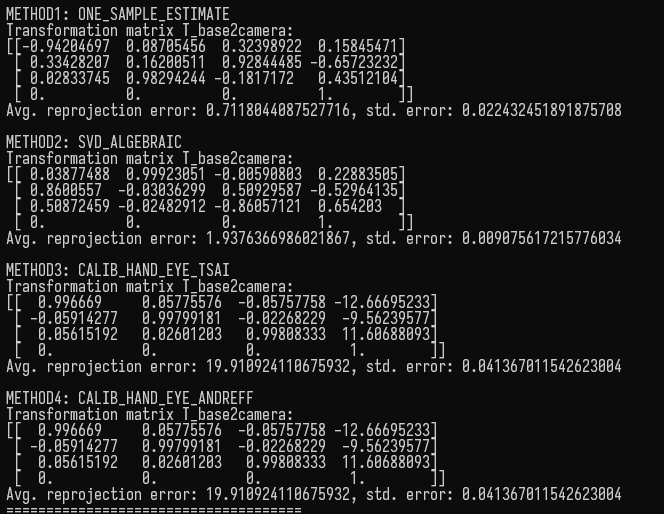 METHOD1: ONE_SAMPLE_ESTIMATE
Transformation matrix T_base2camera:
[[-0.94204697  0.08705456  0.32398922  0.15845471]
 [ 0.33428207  0.16200511  0.92844485 -0.65723232]
 [ 0.02833745  0.98294244 -0.1817172   0.43512104]
 [ 0.          0.          0.          1.        ]]
Avg. reprojection error: 0.7118044087527716, std. error: 0.022432451891875708
METHOD2: SVD_ALGEBRAIC
Transformation matrix T_base2camera:
[[ 0.03877488  0.99923051 -0.00590803  0.22883505]
 [ 0.8600557  -0.03036299  0.50929587 -0.52964135]
 [ 0.50872459 -0.02482912 -0.86057121  0.654203  ]
 [ 0.          0.          0.          1.        ]]
Avg. reprojection error: 1.9376366986021867, std. error: 0.009075617215776034
METHOD3: CALIB_HAND_EYE_TSAI
Transformation matrix T_base2camera:
[[  0.996669     0.05775576  -0.05757758 -12.66695233]
 [ -0.05914277   0.99799181  -0.02268229  -9.56239577]
 [  0.05615192   0.02601203   0.99808333  11.60688093]
 [  0.           0.           0.           1.        ]]
Avg. reprojection error: 19.910924110675932, std. error: 0.041367011542623004
METHOD4: CALIB_HAND_EYE_ANDREFF
Transformation matrix T_base2camera:
[[  0.996669     0.05775576  -0.05757758 -12.66695233]
 [ -0.05914277   0.99799181  -0.02268229  -9.56239577]
 [  0.05615192   0.02601203   0.99808333  11.60688093]
 [  0.           0.           0.           1.        ]]
Avg. reprojection error: 19.910924110675932, std. error: 0.041367011542623004
=====================================